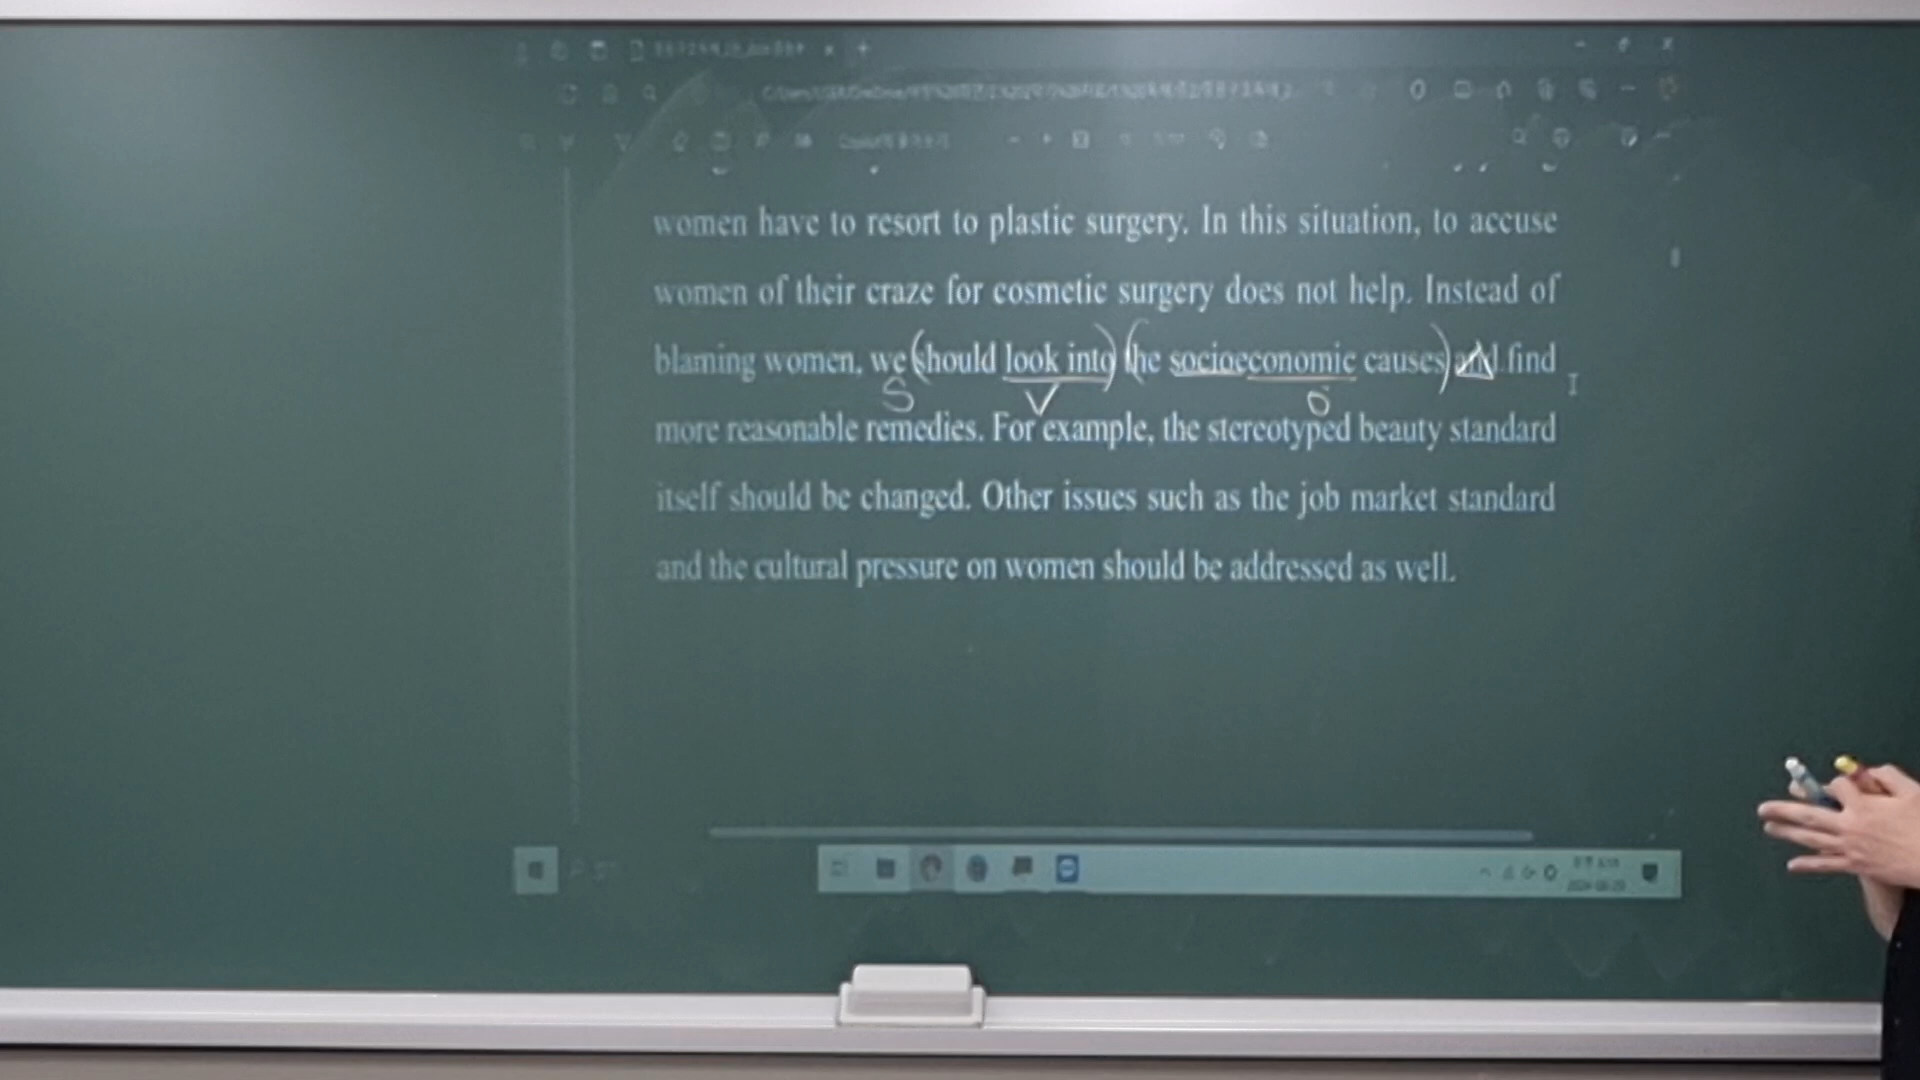 women have to resort to plastic surgery. In this situation, to accuse
women of their craze for cosmetic surgery does not help. Instead of
blaming women, we (should look into) (the socioeconomic causes) and find
S V O
more reasonable remedies. For example, the stereotyped beauty standard
itself should be changed. Other issues such as the job market standard
and the cultural pressure on women should be addressed as well.